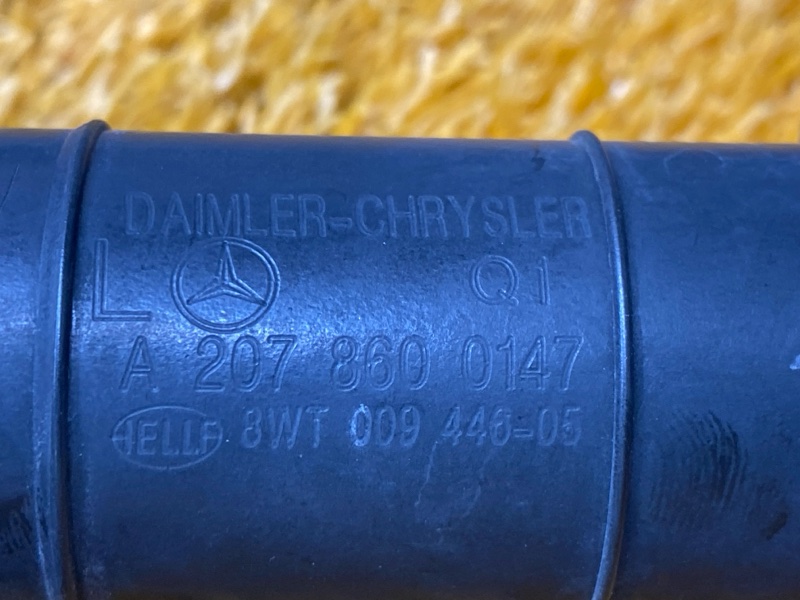 DAIMLER-CHRYSLER
L Q1
A 207 860 0147
HELLA 8WT 009 446-05